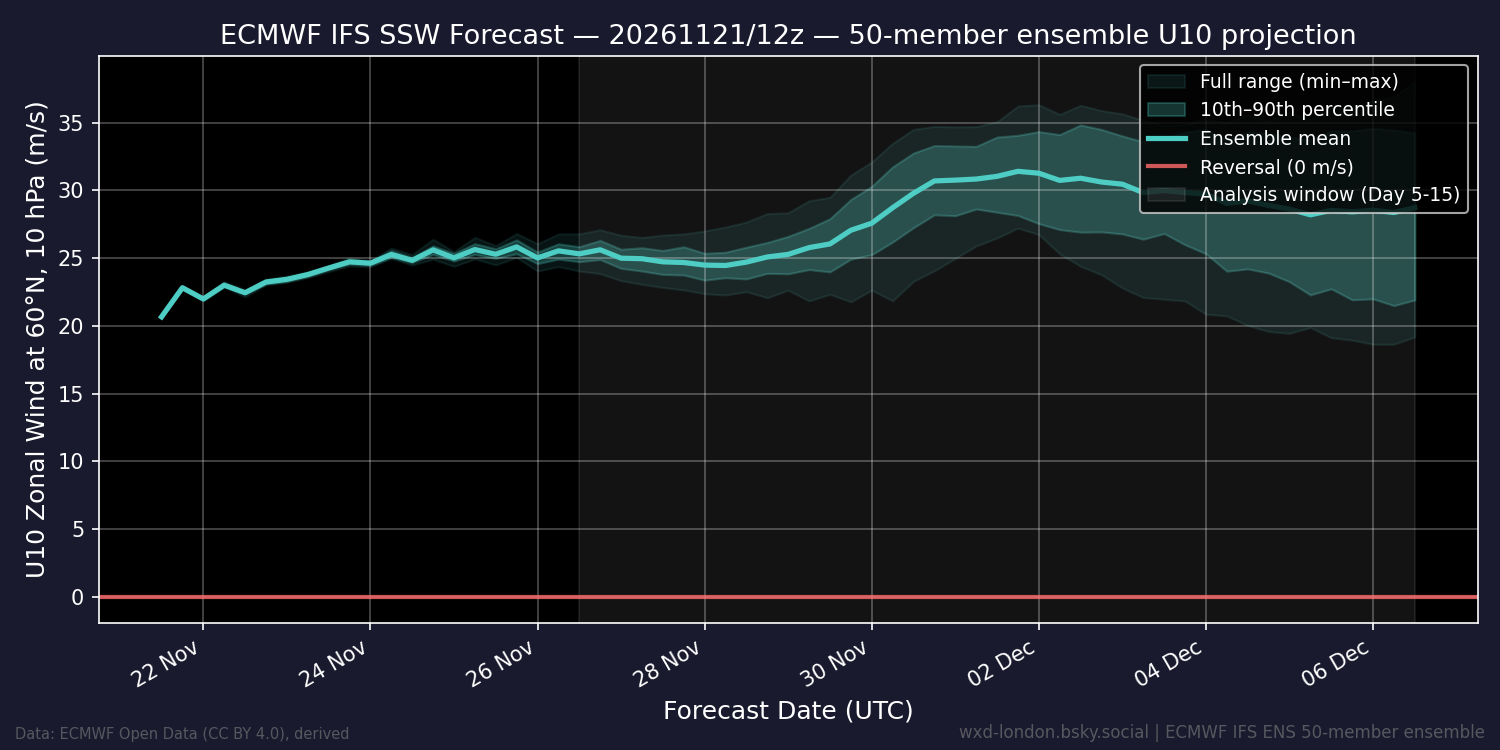 ECMWF IFS SSW Forecast — 20261121/12z — 50-member ensemble U10 projection
Full range (min–max)
10th–90th percentile
Ensemble mean
Reversal (0 m/s)
Analysis window (Day 5-15)
U10 Zonal Wind at 60°N, 10 hPa (m/s)
35
30
25
20
15
10
5
0
22 Nov
24 Nov
26 Nov
28 Nov
30 Nov
02 Dec
04 Dec
06 Dec
Forecast Date (UTC)
Data: ECMWF Open Data (CC BY 4.0), derived
wxd-london.bsky.social | ECMWF IFS ENS 50-member ensemble